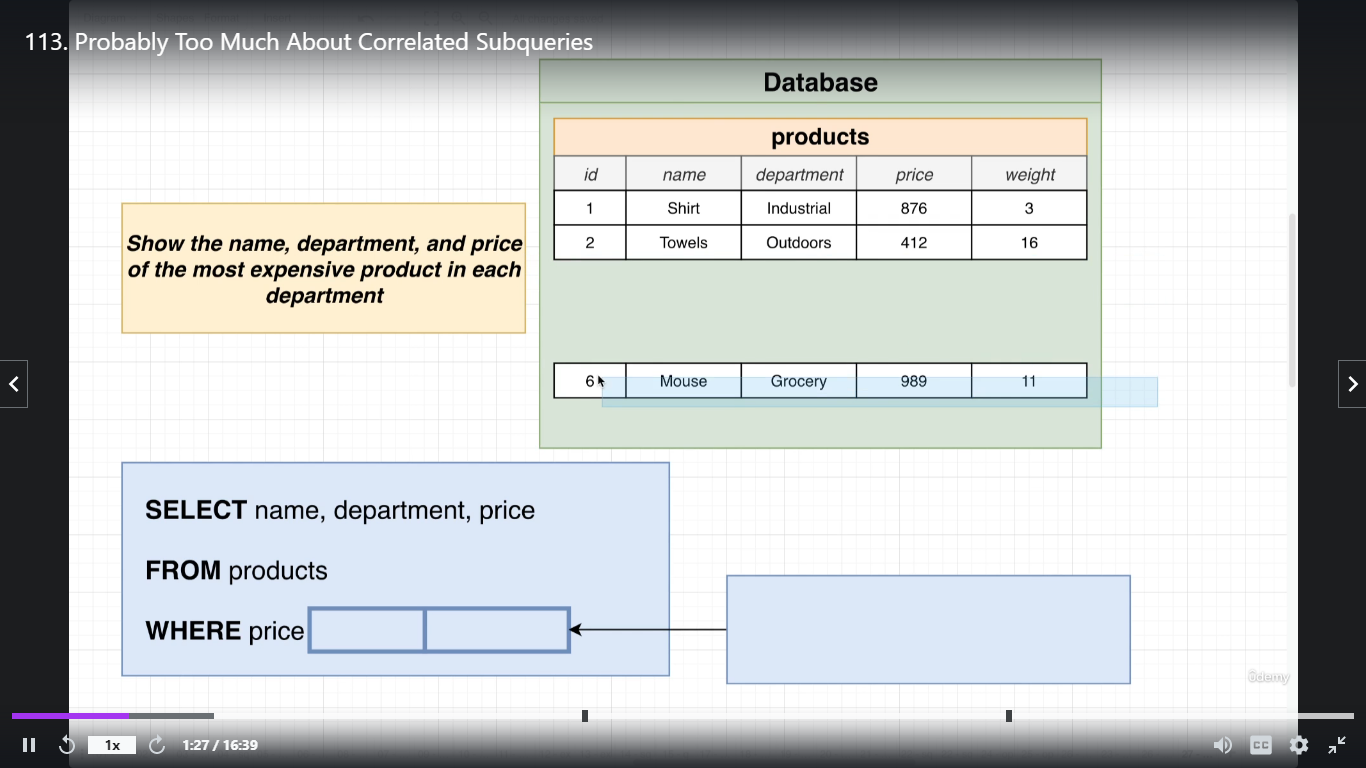 113. Probably Too Much About Correlated Subqueries
Database
products
id name department price weight
1 Shirt Industrial 876 3
2 Towels Outdoors 412 16
Show the name, department, and price
of the most expensive product in each
department
6 Mouse Grocery 989 11
SELECT name, department, price
FROM products
WHERE price
ûdemy
1x 1:27 / 16:39 CC